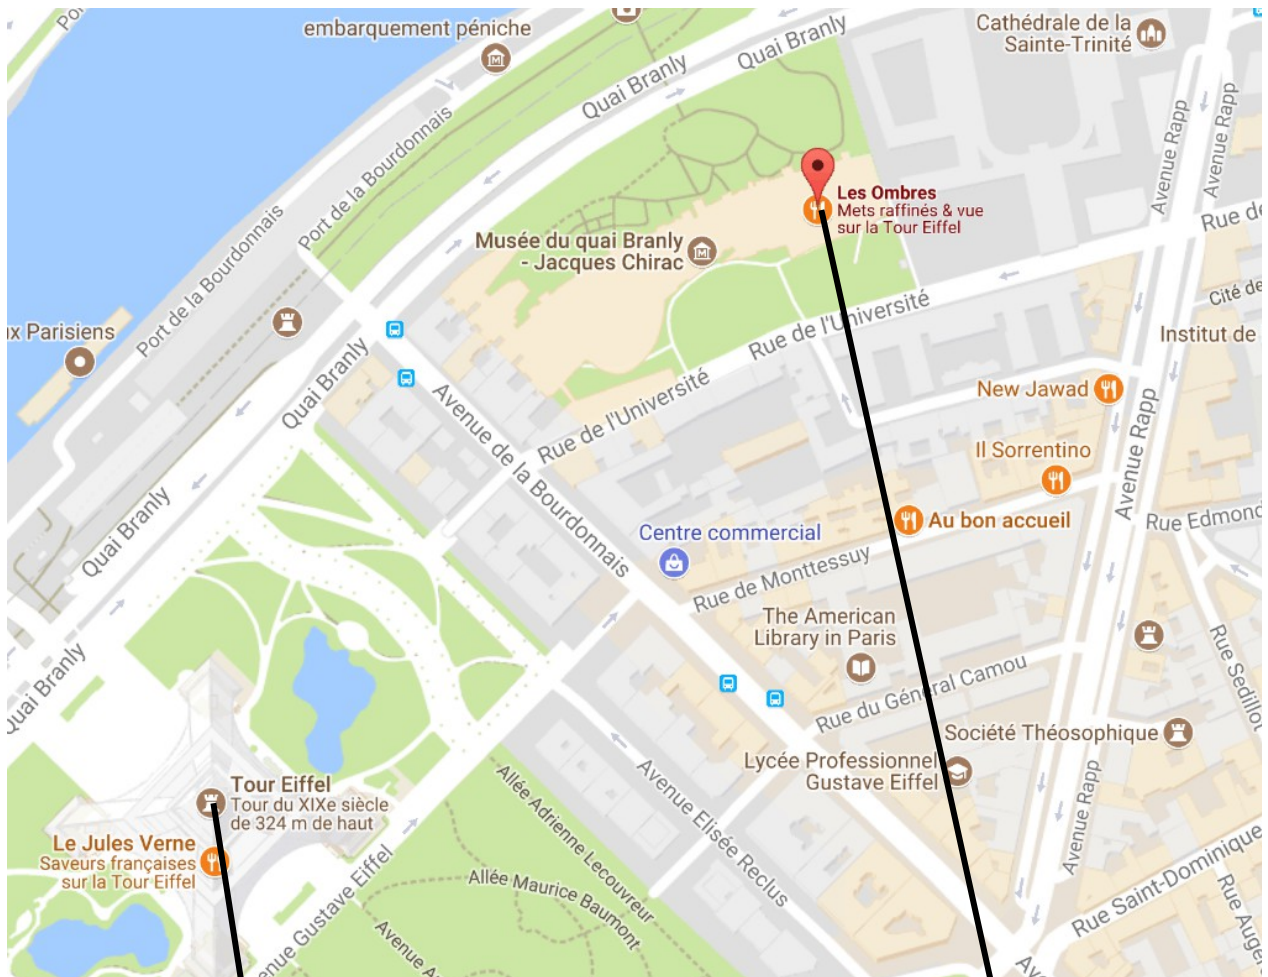 embarquement péniche
Quai Branly
Cathédrale de la
Sainte-Trinité
Quai Branly
Port de la Bourdonnais
Avenue Rapp
Avenue Rapp
Les Ombres
Mets raffinés & vue
sur la Tour Eiffel
Rue de
Port de la Bourdonnais
Musée du quai Branly
- Jacques Chirac
Cité de
Rue de l'Université
Parisiens
Institut de
Quai Branly
Rue de l'Université
New Jawad
Avenue de la Bourdonnais
Avenue Rapp
Il Sorrentino
Quai Branly
Centre commercial
Au bon accueil
Rue Edmond
Rue de Monttessuy
The American
Library in Paris
Quai Branly
Rue du Général Camou
Rue Sedillot
Société Théosophique
Lycée Professionnel
Gustave Eiffel
Tour Eiffel
Tour du XIXe siècle
de 324 m de haut
Allée Adrienne Lecouvreur
Avenue Elisée Reclus
Avenue Rapp
Le Jules Verne
Saveurs françaises
sur la Tour Eiffel
Avenue Gustave Eiffel
Allée Maurice Baumont
Rue Saint-Dominique
Rue Auger